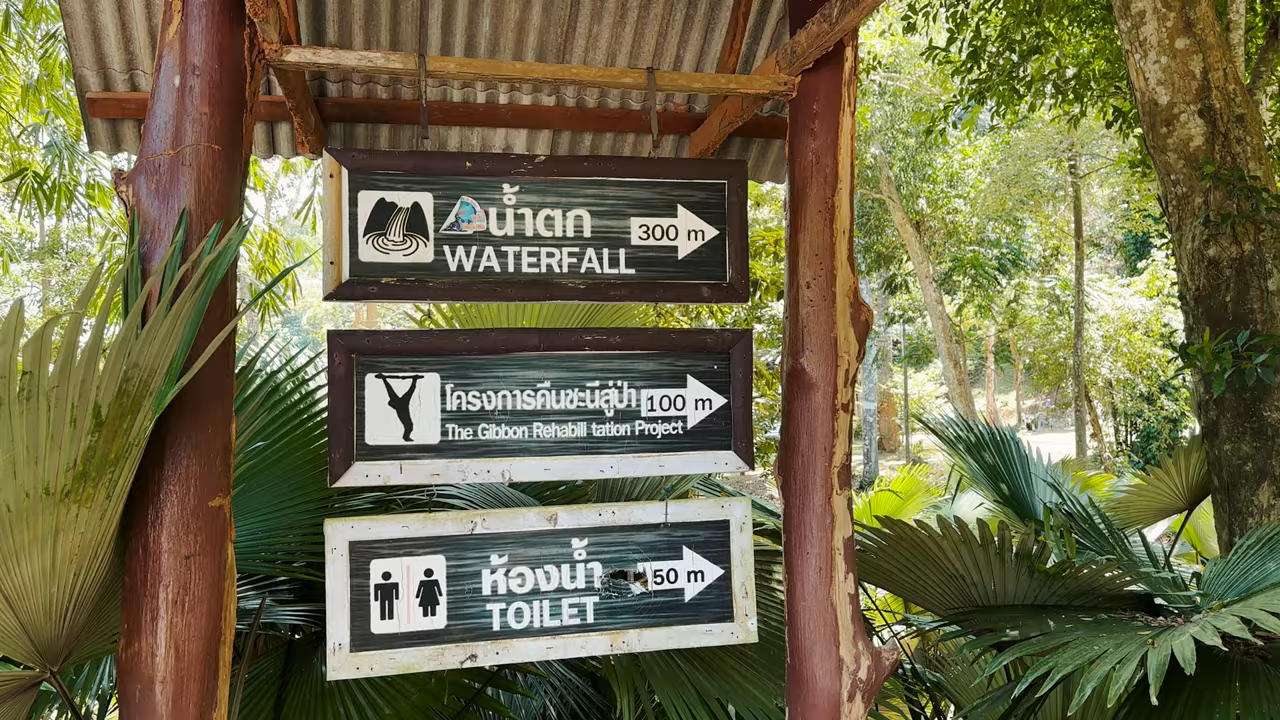 น้ำตก
300 m
WATERFALL
โครงการคืนชะนีสู่ป่า
100 m
The Gibbon Rehabili tation Project
ห้องน้ำ
50 m
TOILET